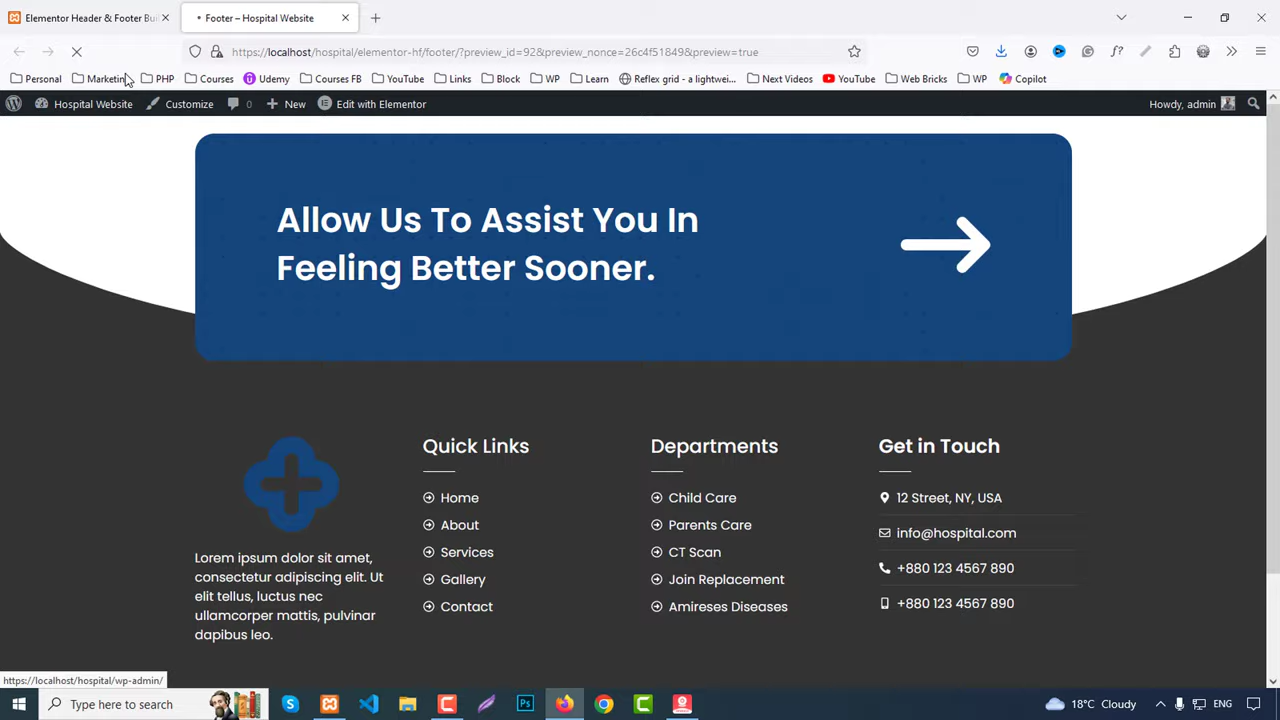 Elementor Header & Footer Bui
Footer – Hospital Website
https://localhost/hospital/elementor-hf/footer/?preview_id=92&preview_nonce=26c4f51849&preview=true
Personal
Marketing
PHP
Courses
Udemy
Courses FB
YouTube
Links
Block
WP
Learn
Reflex grid - a lightwei...
Next Videos
YouTube
Web Bricks
WP
Copilot
Hospital Website
Customize
0
New
Edit with Elementor
Howdy, admin
Allow Us To Assist You In
Feeling Better Sooner.
Quick Links
Home
About
Services
Gallery
Contact
Departments
Child Care
Parents Care
CT Scan
Join Replacement
Amireses Diseases
Get in Touch
12 Street, NY, USA
info@hospital.com
+880 123 4567 890
+880 123 4567 890
Lorem ipsum dolor sit amet,
consectetur adipiscing elit. Ut
elit tellus, luctus nec
ullamcorper mattis, pulvinar
dapibus leo.
https://localhost/hospital/wp-admin/
Type here to search
18°C Cloudy
ENG